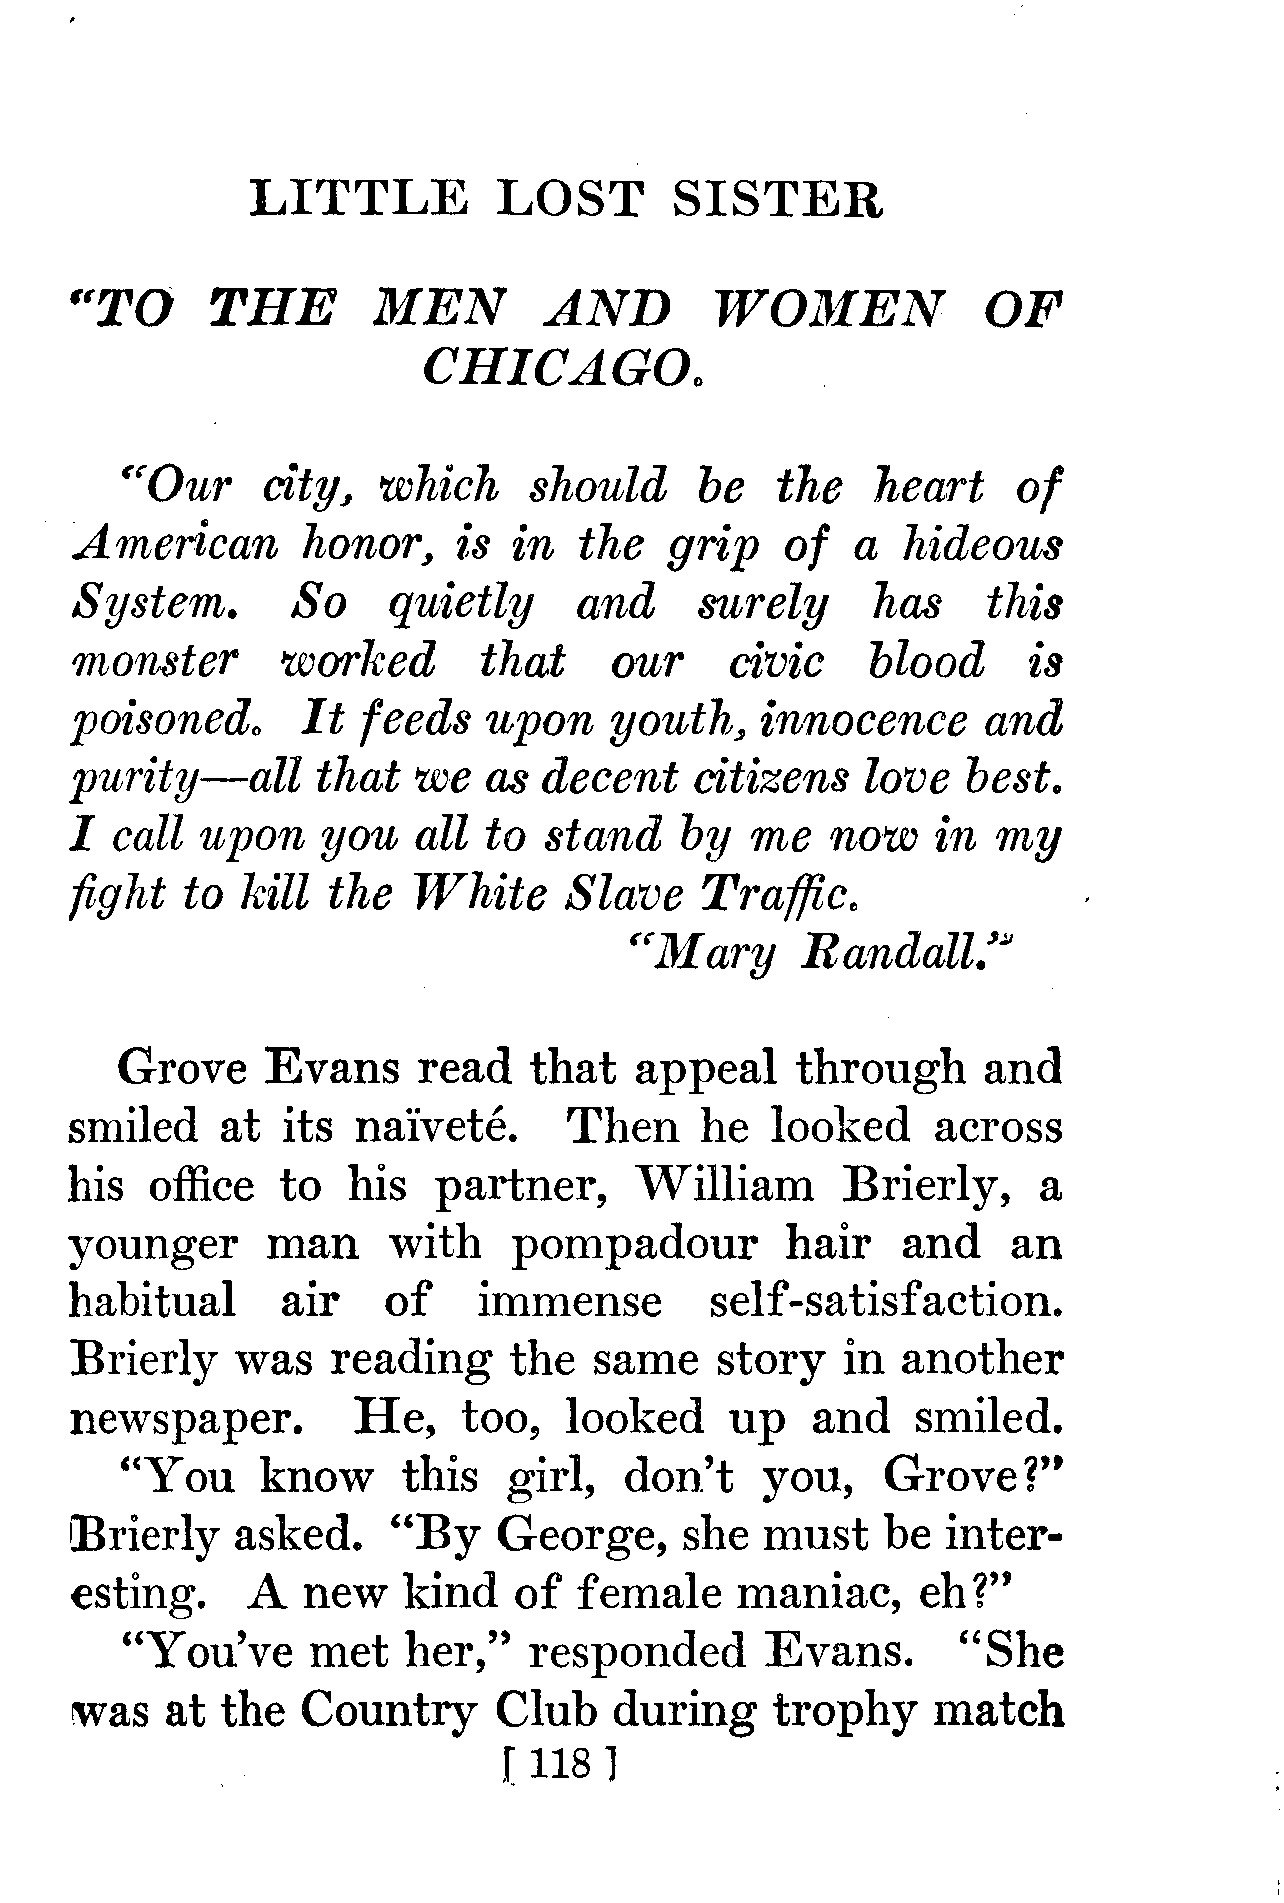 LITTLE LOST SISTER
"TO THE MEN AND WOMEN OF
CHICAGO.
"Our city, which should be the heart of
American honor, is in the grip of a hideous
System. So quietly and surely has this
monster worked that our civic blood is
poisoned. It feeds upon youth, innocence and
purity—all that we as decent citizens love best.
I call upon you all to stand by me now in my
fight to kill the White Slave Traffic.
"Mary Randall."
Grove Evans read that appeal through and
smiled at its naïveté. Then he looked across
his office to his partner, William Brierly, a
younger man with pompadour hair and an
habitual air of immense self-satisfaction.
Brierly was reading the same story in another
newspaper. He, too, looked up and smiled.
"You know this girl, don't you, Grove?"
Brierly asked. "By George, she must be inter-
esting. A new kind of female maniac, eh?"
"You've met her," responded Evans. "She
was at the Country Club during trophy match
[ 118 ]